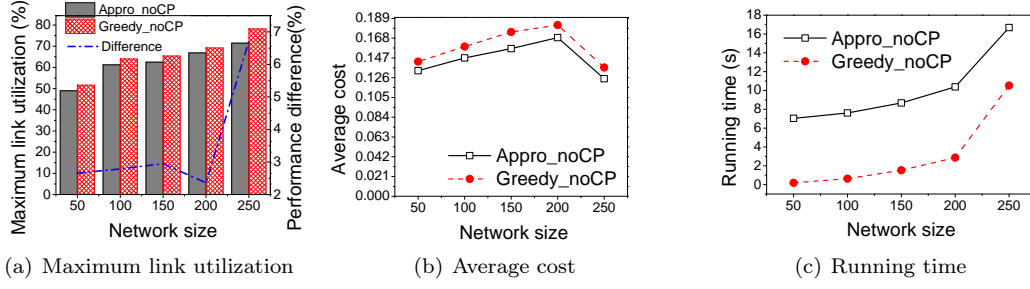 80
70
60
50
40
30
20
10
0
Maximum link utilization (%)
Appro_noCP
Greedy_noCP
Difference
7
6
5
4
3
2
Performance difference(%)
50 100 150 200 250
Network size
(a) Maximum link utilization
0.189
0.168
0.147
0.126
0.105
0.084
0.063
0.042
0.021
0.000
Average cost
Appro_noCP
Greedy_noCP
50 100 150 200 250
Network size
(b) Average cost
18
16
14
12
10
8
6
4
2
0
Running time (s)
Appro_noCP
Greedy_noCP
50 100 150 200 250
Network size
(c) Running time